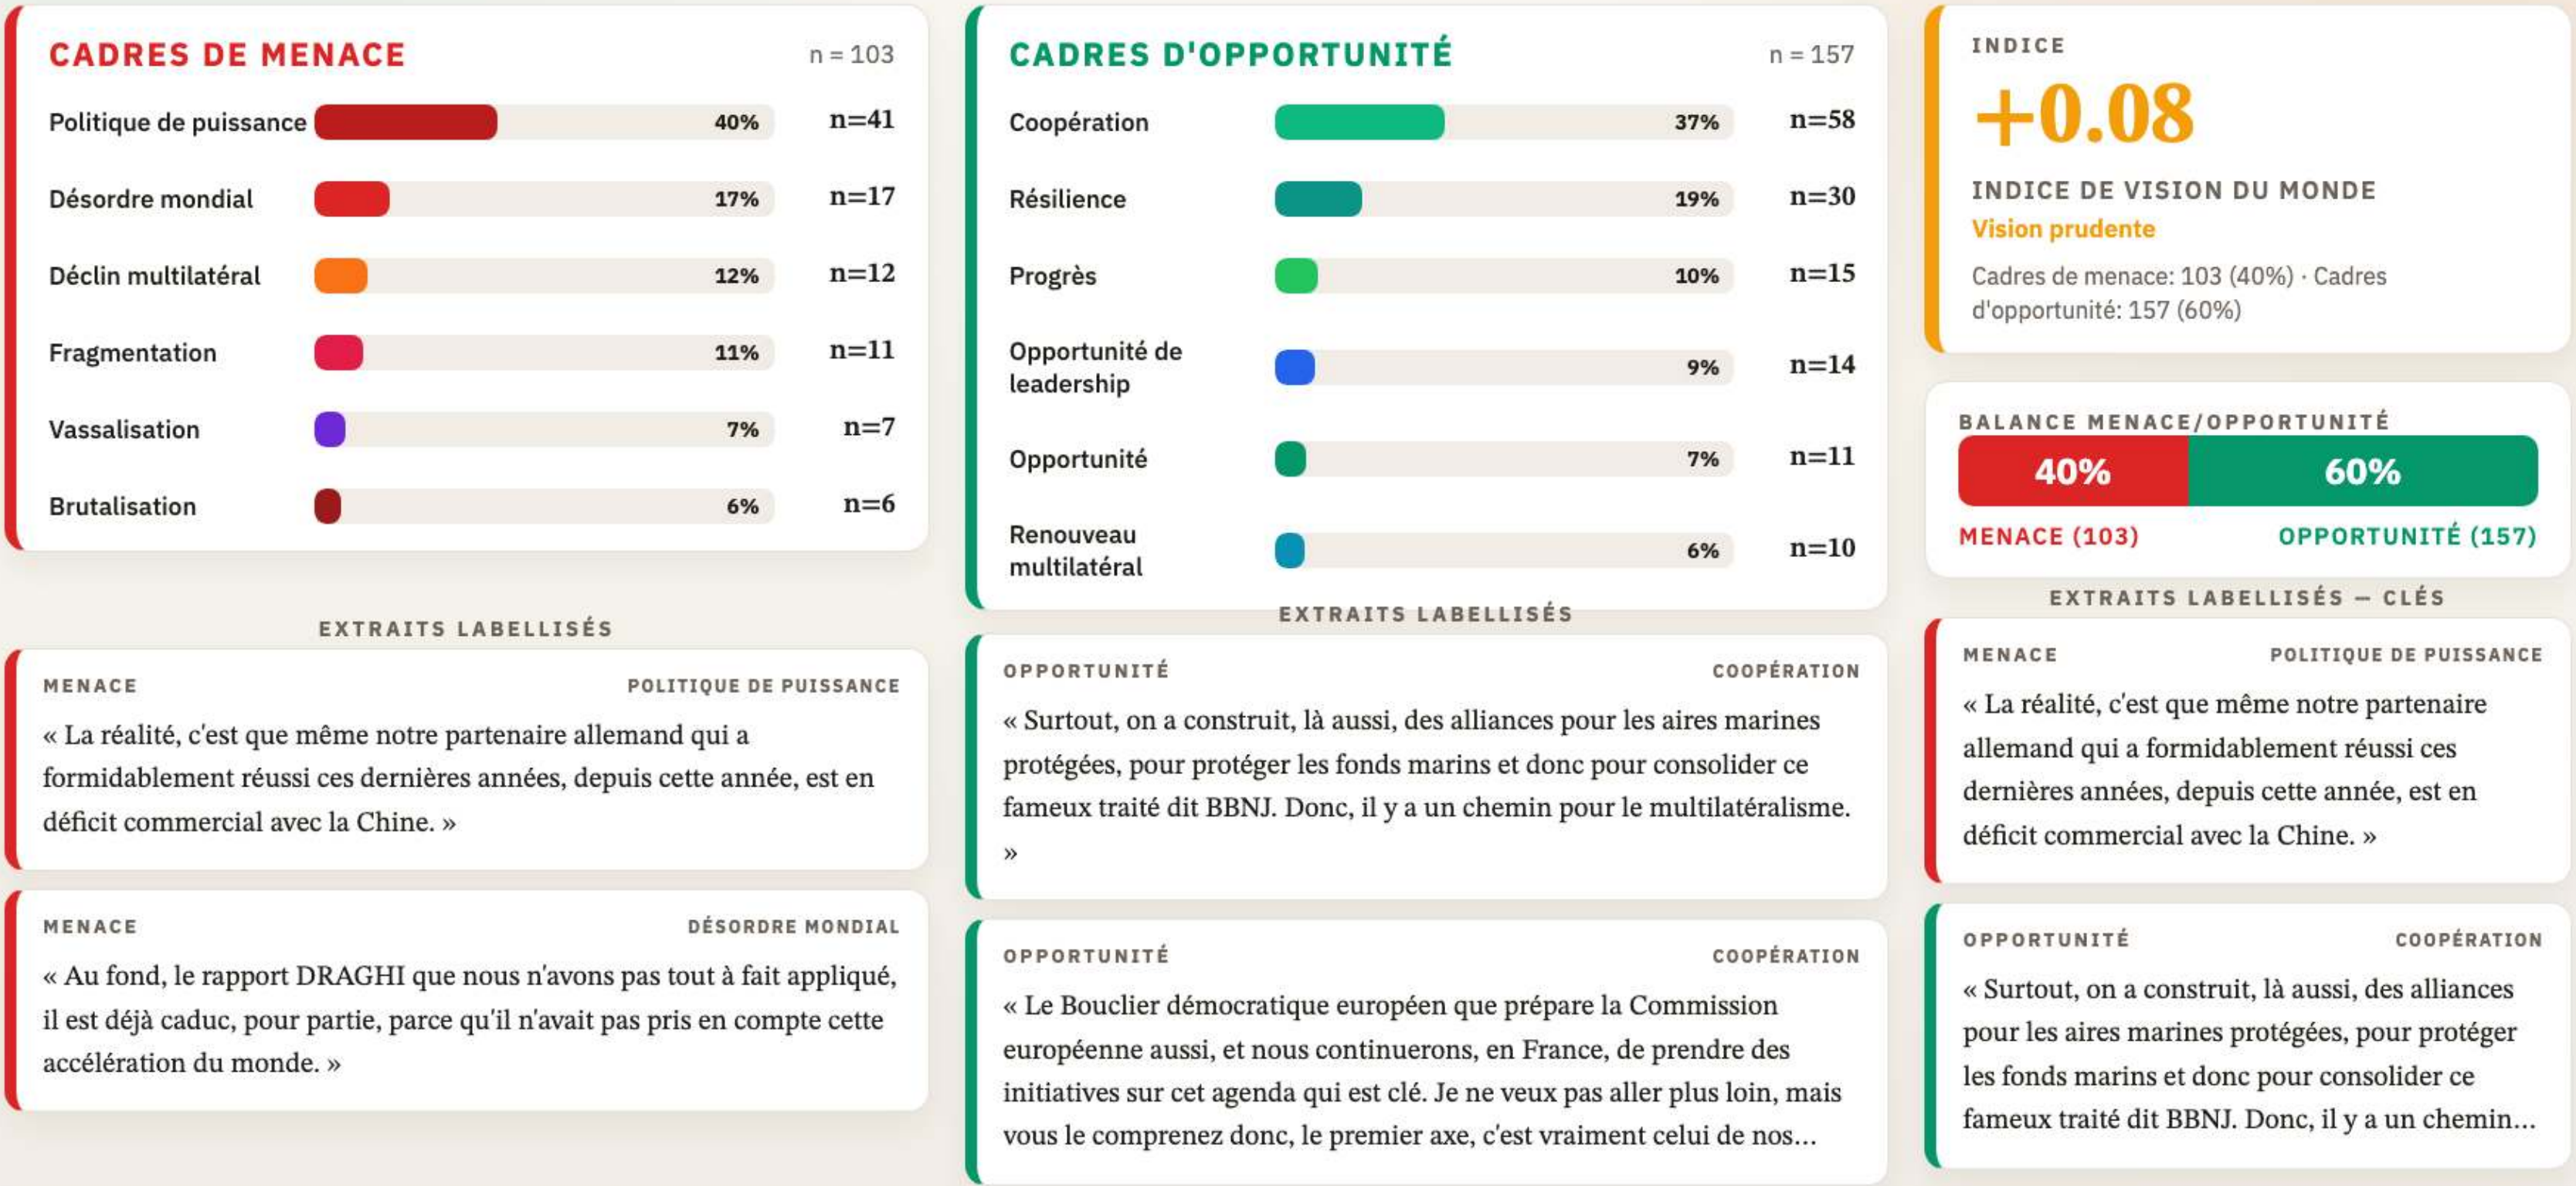 CADRES DE MENACE
n = 103
Politique de puissance 40% n=41
Désordre mondial 17% n=17
Déclin multilatéral 12% n=12
Fragmentation 11% n=11
Vassalisation 7% n=7
Brutalisation 6% n=6
EXTRAITS LABELLISÉS
MENACE POLITIQUE DE PUISSANCE
« La réalité, c'est que même notre partenaire allemand qui a
formidablement réussi ces dernières années, depuis cette année, est en
déficit commercial avec la Chine. »
MENACE DÉSORDRE MONDIAL
« Au fond, le rapport DRAGHI que nous n'avons pas tout à fait appliqué,
il est déjà caduc, pour partie, parce qu'il n'avait pas pris en compte cette
accélération du monde. »
CADRES D'OPPORTUNITÉ
n = 157
Coopération 37% n=58
Résilience 19% n=30
Progrès 10% n=15
Opportunité de
leadership 9% n=14
Opportunité 7% n=11
Renouveau
multilatéral 6% n=10
EXTRAITS LABELLISÉS
OPPORTUNITÉ COOPÉRATION
« Surtout, on a construit, là aussi, des alliances pour les aires marines
protégées, pour protéger les fonds marins et donc pour consolider ce
fameux traité dit BBNJ. Donc, il y a un chemin pour le multilatéralisme.
»
OPPORTUNITÉ COOPÉRATION
« Le Bouclier démocratique européen que prépare la Commission
européenne aussi, et nous continuerons, en France, de prendre des
initiatives sur cet agenda qui est clé. Je ne veux pas aller plus loin, mais
vous le comprenez donc, le premier axe, c'est vraiment celui de nos…
INDICE
+0.08
INDICE DE VISION DU MONDE
Vision prudente
Cadres de menace: 103 (40%) · Cadres
d'opportunité: 157 (60%)
BALANCE MENACE/OPPORTUNITÉ
40% 60%
MENACE (103) OPPORTUNITÉ (157)
EXTRAITS LABELLISÉS — CLÉS
MENACE POLITIQUE DE PUISSANCE
« La réalité, c'est que même notre partenaire
allemand qui a formidablement réussi ces
dernières années, depuis cette année, est en
déficit commercial avec la Chine. »
OPPORTUNITÉ COOPÉRATION
« Surtout, on a construit, là aussi, des alliances
pour les aires marines protégées, pour protéger
les fonds marins et donc pour consolider ce
fameux traité dit BBNJ. Donc, il y a un chemin…